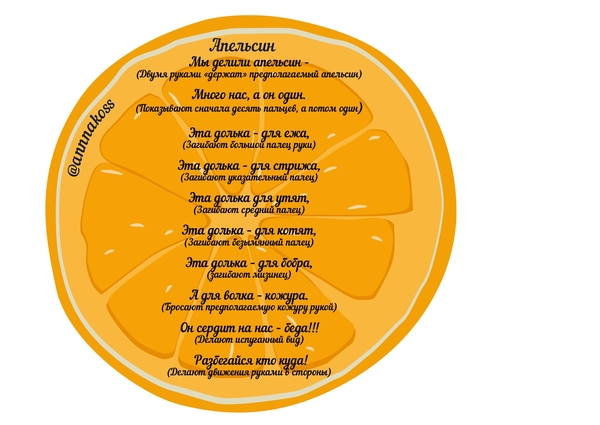 Апельсин
Мы делили апельсин -
(Двумя руками «держат» предполагаемый апельсин)
Много нас, а он один.
(Показывают сначала десять пальцев, а потом один)
Эта долька - для ежа,
(Загибают большой палец руки)
Эта долька - для стрижа,
(Загибают указательный палец)
Эта долька для утят,
(Загибают средний палец)
Эта долька - для котят,
(Загибают безымянный палец)
Эта долька - для бобра,
(загибают мизинец)
А для волка - кожура.
(Бросают предполагаемую кожуру рукой)
Он сердит на нас - беда!!!
(Делают испуганный вид)
Разбегайся кто куда!
(Делают движения руками в стороны)
@annnakoss